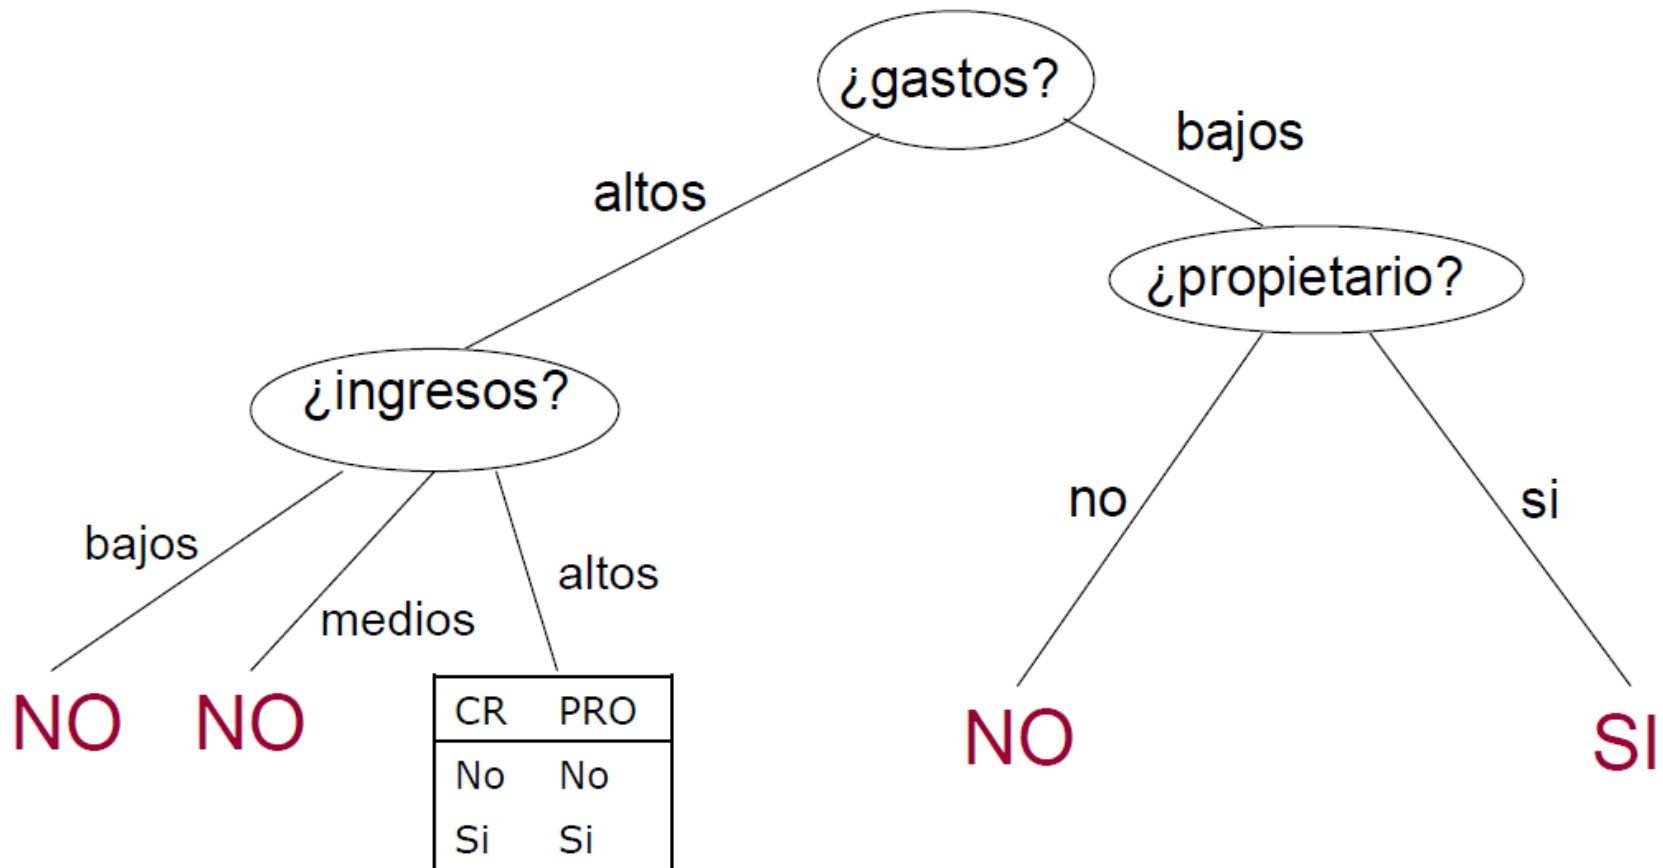 ¿gastos?
altos
bajos
¿propietario?
¿ingresos?
no
si
bajos
medios
altos
NO
NO
CR PRO
No No
Si Si
NO
SI